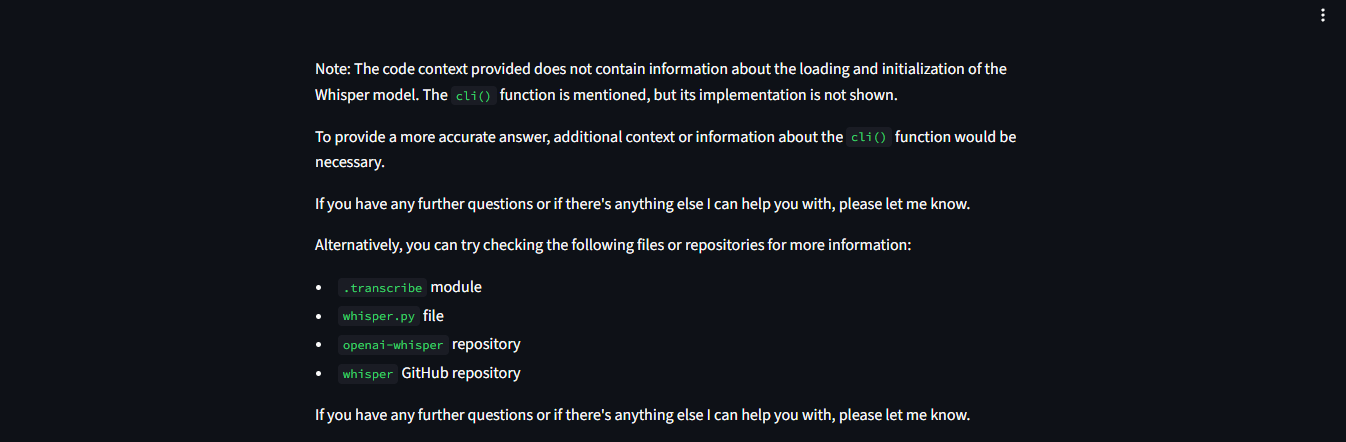 Note: The code context provided does not contain information about the loading and initialization of the
Whisper model. The cli() function is mentioned, but its implementation is not shown.
To provide a more accurate answer, additional context or information about the cli() function would be
necessary.
If you have any further questions or if there's anything else I can help you with, please let me know.
Alternatively, you can try checking the following files or repositories for more information:
• .transcribe module
• whisper.py file
• openai-whisper repository
• whisper GitHub repository
If you have any further questions or if there's anything else I can help you with, please let me know.